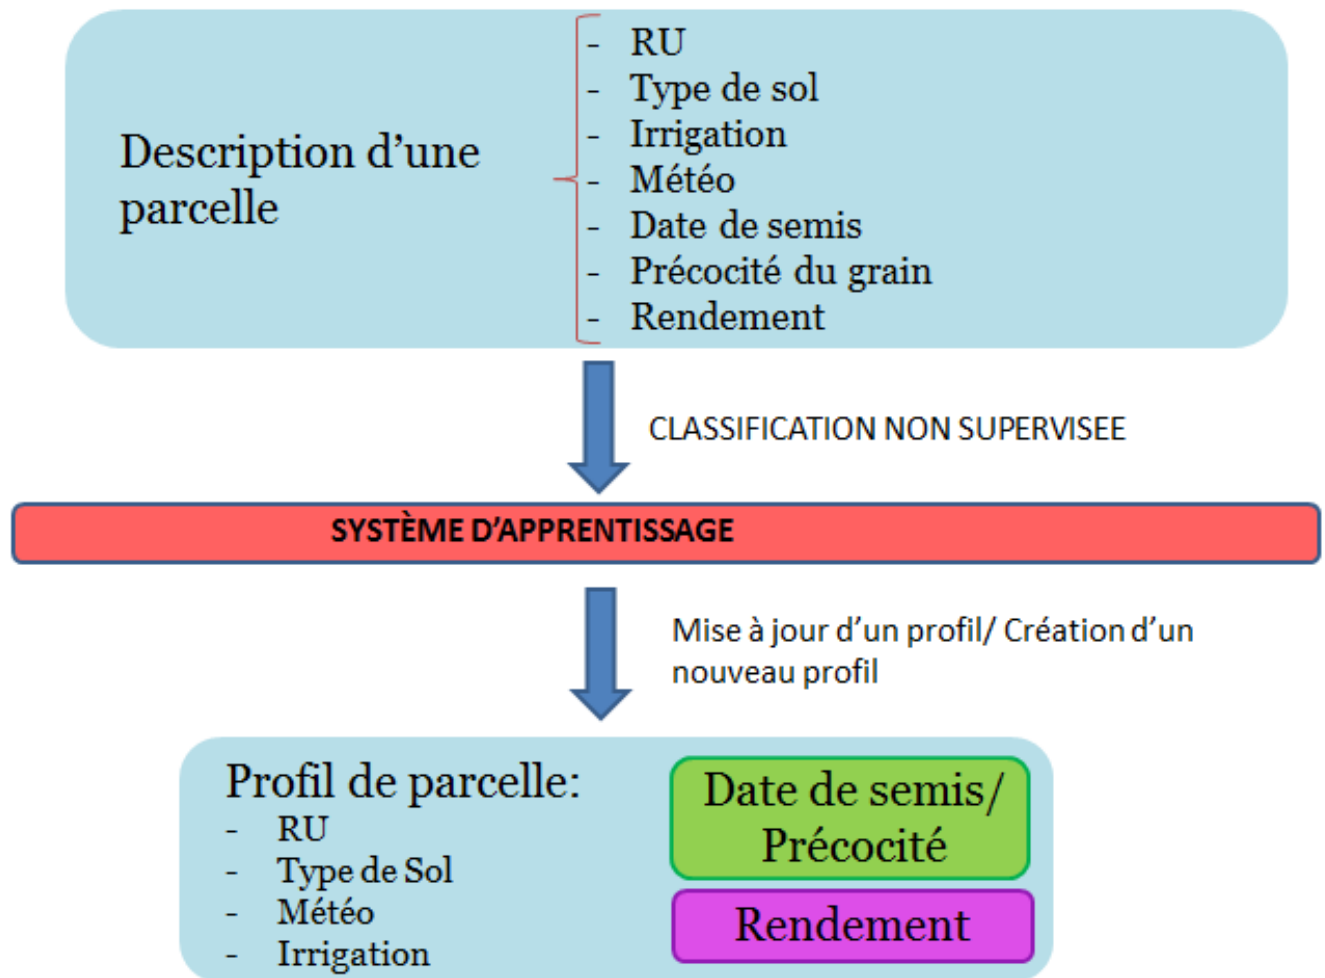 Description d'une
parcelle
- RU
- Type de sol
- Irrigation
- Météo
- Date de semis
- Précocité du grain
- Rendement
CLASSIFICATION NON SUPERVISEE
SYSTÈME D'APPRENTISSAGE
Mise à jour d'un profil/ Création d'un
nouveau profil
Profil de parcelle:
- RU
- Type de Sol
- Météo
- Irrigation
Date de semis/
Précocité
Rendement